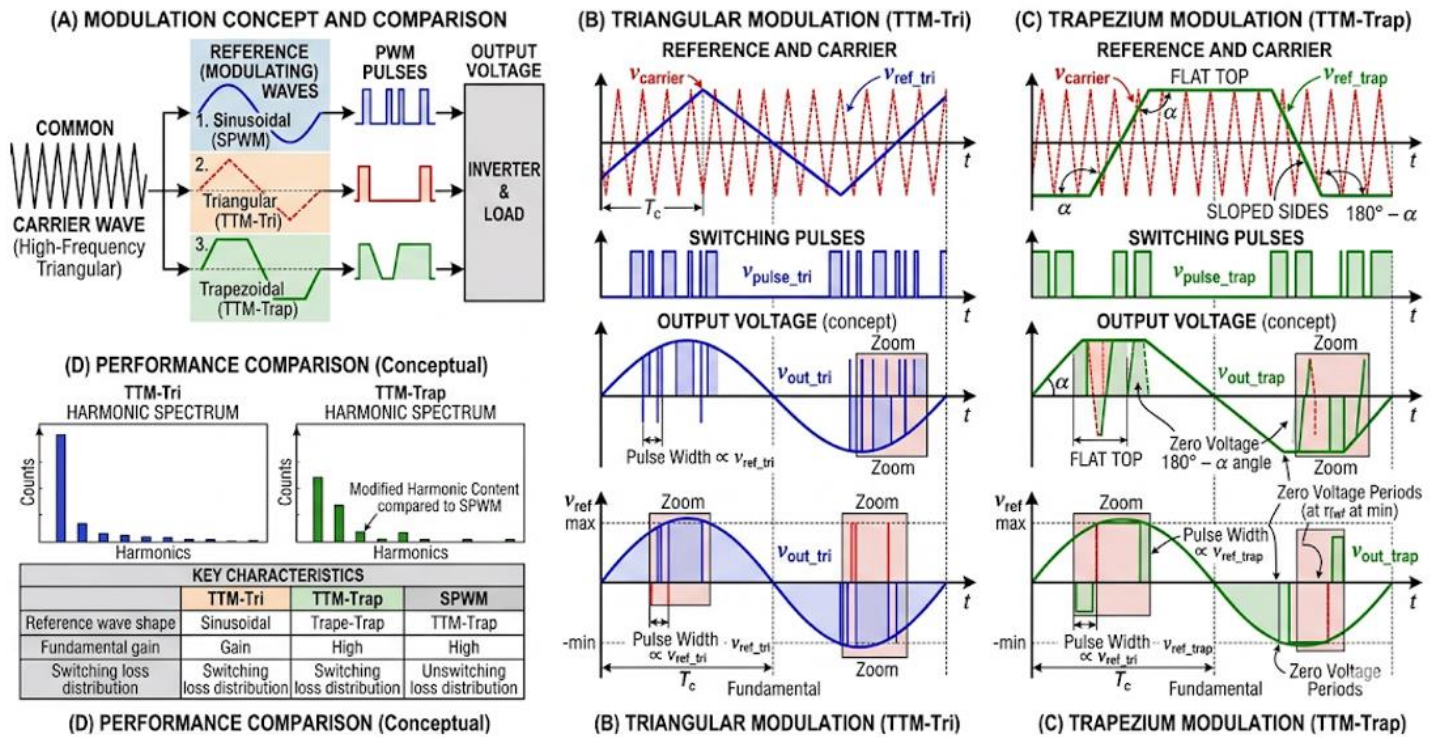 (A) MODULATION CONCEPT AND COMPARISON
REFERENCE
(MODULATING)
WAVES
PWM
PULSES
OUTPUT
VOLTAGE
COMMON
CARRIER WAVE
(High-Frequency
Triangular)
1. Sinusoidal
(SPWM)
2.
Triangular
(TTM-Tri)
3.
Trapezoidal
(TTM-Trap)
INVERTER
&
LOAD
(B) TRIANGULAR MODULATION (TTM-Tri)
REFERENCE AND CARRIER
vcarrier
vref_tri
t
Tc
SWITCHING PULSES
vpulse_tri
t
OUTPUT VOLTAGE (concept)
Zoom
vout_tri
t
Pulse Width ∝ vref_tri
Zoom
vref
max
Zoom
Zoom
vout_tri
t
-min
Pulse Width
∝ vref_tri
vref_tri
Zoom
Tc
Fundamental
(B) TRIANGULAR MODULATION (TTM-Tri)
(C) TRAPEZIUM MODULATION (TTM-Trap)
REFERENCE AND CARRIER
vcarrier
FLAT TOP
vref_trap
α
t
α
SLOPED SIDES
180° – α
SWITCHING PULSES
vpulse_trap
t
OUTPUT VOLTAGE (concept)
Zoom
α
vout_trap
t
FLAT TOP
Zero Voltage
180° – α angle
Zoom
vref
max
Zoom
Zero Voltage Periods
(at at min)
Pulse Width
∝ vref_trap
vout_trap
t
-min
Pulse Width
∝ vref_tri
vref_trap
Tc
Fundamental
Zero Voltage
Periods
(C) TRAPEZIUM MODULATION (TTM-Trap)
(D) PERFORMANCE COMPARISON (Conceptual)
TTM-Tri
HARMONIC SPECTRUM
Counts
Harmonics
TTM-Trap
HARMONIC SPECTRUM
Counts
Modified Harmonic Content
compared to SPWM
Harmonics
KEY CHARACTERISTICS
TTM-Tri TTM-Trap SPWM
Reference wave shape Sinusoidal Trape-Trap TTM-Trap
Fundamental gain Gain High High
Switching loss distribution Switching loss distribution Switching loss distribution Unswitching loss distribution
(D) PERFORMANCE COMPARISON (Conceptual)